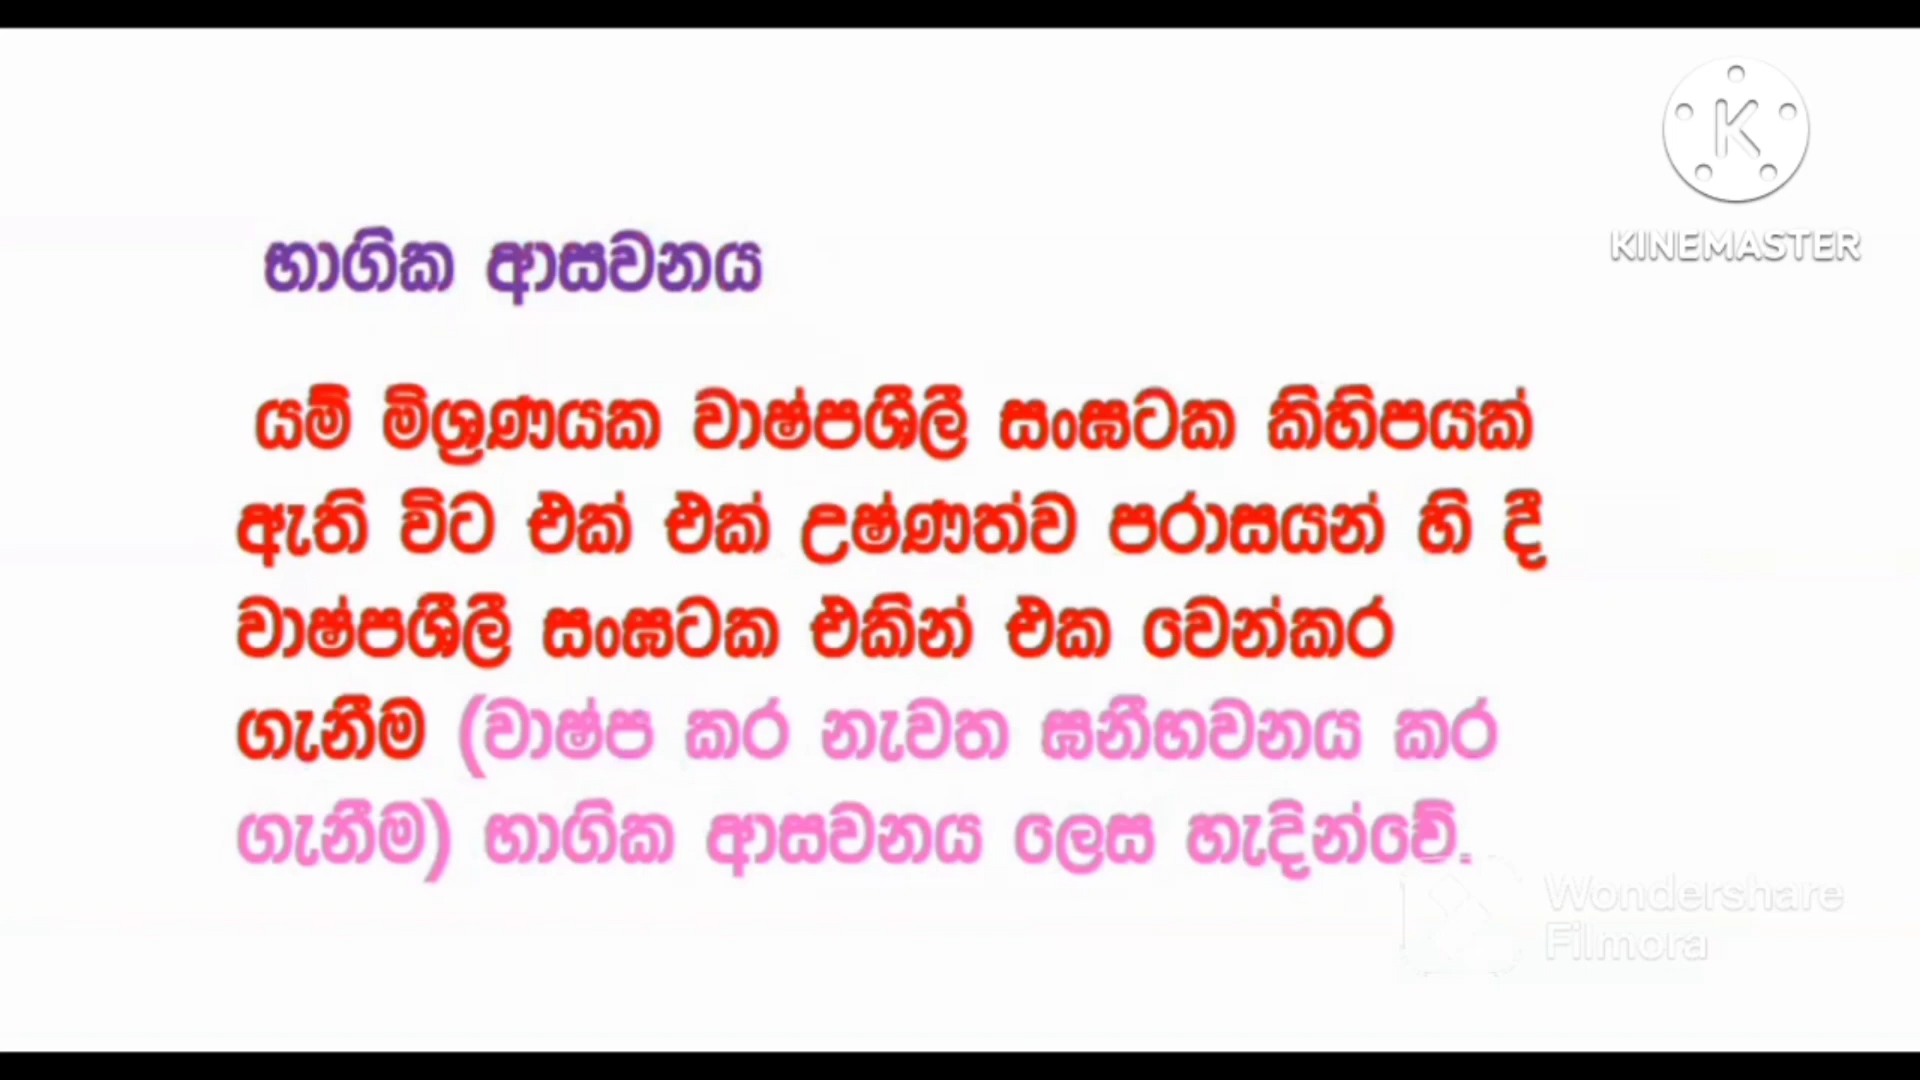 KINEMASTER
භාගික ආසවනය
යම් මිශ්‍රණයක වාෂ්පශීලී සංඝටක කිහිපයක්
ඇති විට එක් එක් උෂ්ණත්ව පරාසයන් හි දී
වාෂ්පශීලී සංඝටක එකින් එක වෙන්කර
ගැනීම (වාෂ්ප කර නැවත ඝනීභවනය කර
ගැනීම) භාගික ආසවනය ලෙස හැදින්වේ.
Wondershare
Filmora